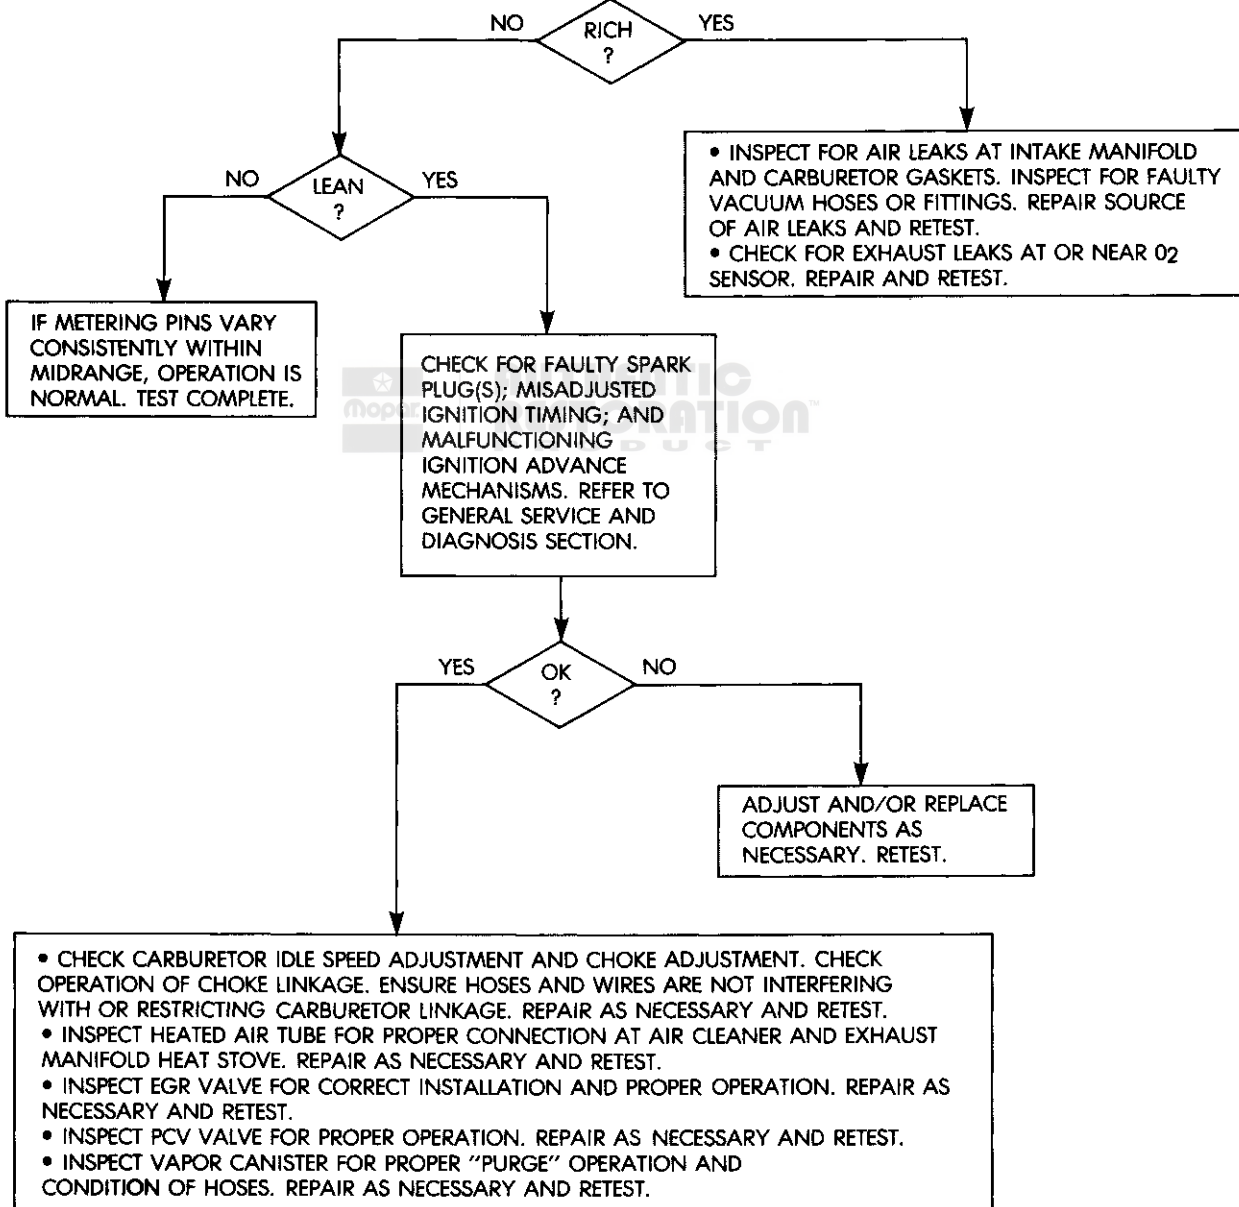 NO
RICH
?
YES
• INSPECT FOR AIR LEAKS AT INTAKE MANIFOLD
AND CARBURETOR GASKETS. INSPECT FOR FAULTY
VACUUM HOSES OR FITTINGS. REPAIR SOURCE
OF AIR LEAKS AND RETEST.
• CHECK FOR EXHAUST LEAKS AT OR NEAR O2
SENSOR. REPAIR AND RETEST.
NO
LEAN
?
YES
IF METERING PINS VARY
CONSISTENTLY WITHIN
MIDRANGE, OPERATION IS
NORMAL. TEST COMPLETE.
CHECK FOR FAULTY SPARK
PLUG(S); MISADJUSTED
IGNITION TIMING; AND
MALFUNCTIONING
IGNITION ADVANCE
MECHANISMS. REFER TO
GENERAL SERVICE AND
DIAGNOSIS SECTION.
Mopar
YES
OK
?
NO
ADJUST AND/OR REPLACE
COMPONENTS AS
NECESSARY. RETEST.
• CHECK CARBURETOR IDLE SPEED ADJUSTMENT AND CHOKE ADJUSTMENT. CHECK
OPERATION OF CHOKE LINKAGE. ENSURE HOSES AND WIRES ARE NOT INTERFERING
WITH OR RESTRICTING CARBURETOR LINKAGE. REPAIR AS NECESSARY AND RETEST.
• INSPECT HEATED AIR TUBE FOR PROPER CONNECTION AT AIR CLEANER AND EXHAUST
MANIFOLD HEAT STOVE. REPAIR AS NECESSARY AND RETEST.
• INSPECT EGR VALVE FOR CORRECT INSTALLATION AND PROPER OPERATION. REPAIR AS
NECESSARY AND RETEST.
• INSPECT PCV VALVE FOR PROPER OPERATION. REPAIR AS NECESSARY AND RETEST.
• INSPECT VAPOR CANISTER FOR PROPER "PURGE" OPERATION AND
CONDITION OF HOSES. REPAIR AS NECESSARY AND RETEST.